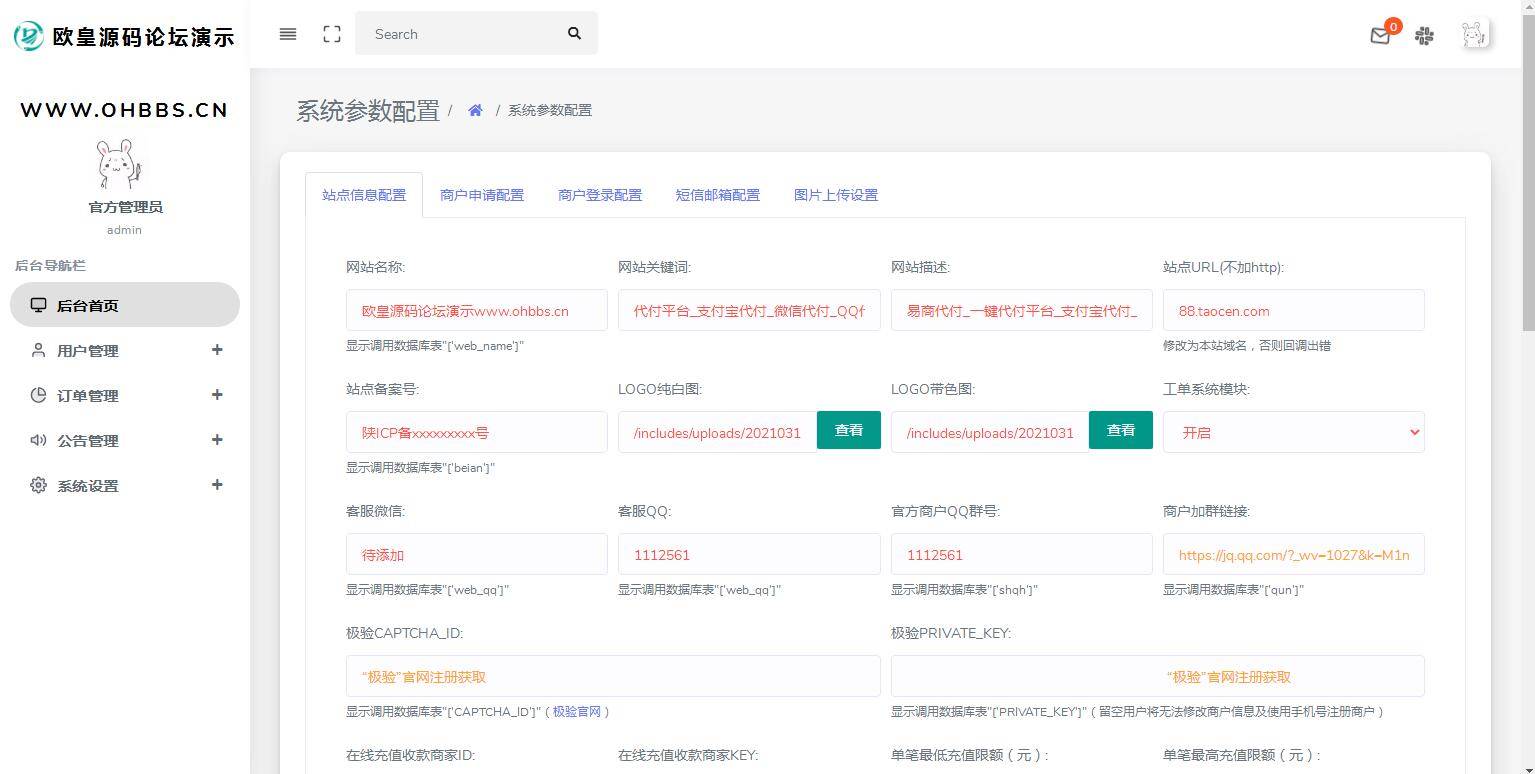 欧皇源码论坛演示
Search
0
WWW.OHBBS.CN
官方管理员
admin
后台导航栏
后台首页
用户管理 +
订单管理 +
公告管理 +
系统设置 +
系统参数配置 / / 系统参数配置
站点信息配置 商户申请配置 商户登录配置 短信邮箱配置 图片上传设置
网站名称: 网站关键词: 网站描述: 站点URL(不加http):
欧皇源码论坛演示www.ohbbs.cn 代付平台_支付宝代付_微信代付_QQf 易商代付_一键代付平台_支付宝代付_ 88.taocen.com
显示调用数据库表"['web_name']" 修改为本站域名，否则回调出错
站点备案号: LOGO纯白图: LOGO带色图: 工单系统模块:
陕ICP备xxxxxxxxx号 /includes/uploads/2021031 查看 /includes/uploads/2021031 查看 开启
显示调用数据库表"['beian']"
客服微信: 客服QQ: 官方商户QQ群号: 商户加群链接:
待添加 1112561 1112561 https://jq.qq.com/?_wv=1027&k=M1n
显示调用数据库表"['web_qq']" 显示调用数据库表"['web_qq']" 显示调用数据库表"['shqh']" 显示调用数据库表"['qun']"
极验CAPTCHA_ID: 极验PRIVATE_KEY:
“极验”官网注册获取 “极验”官网注册获取
显示调用数据库表"['CAPTCHA_ID']"（极验官网） 显示调用数据库表"['PRIVATE_KEY']"（留空用户将无法修改商户信息及使用手机号注册商户）
在线充值收款商家ID: 在线充值收款商家KEY: 单笔最低充值限额（元）: 单笔最高充值限额（元）: